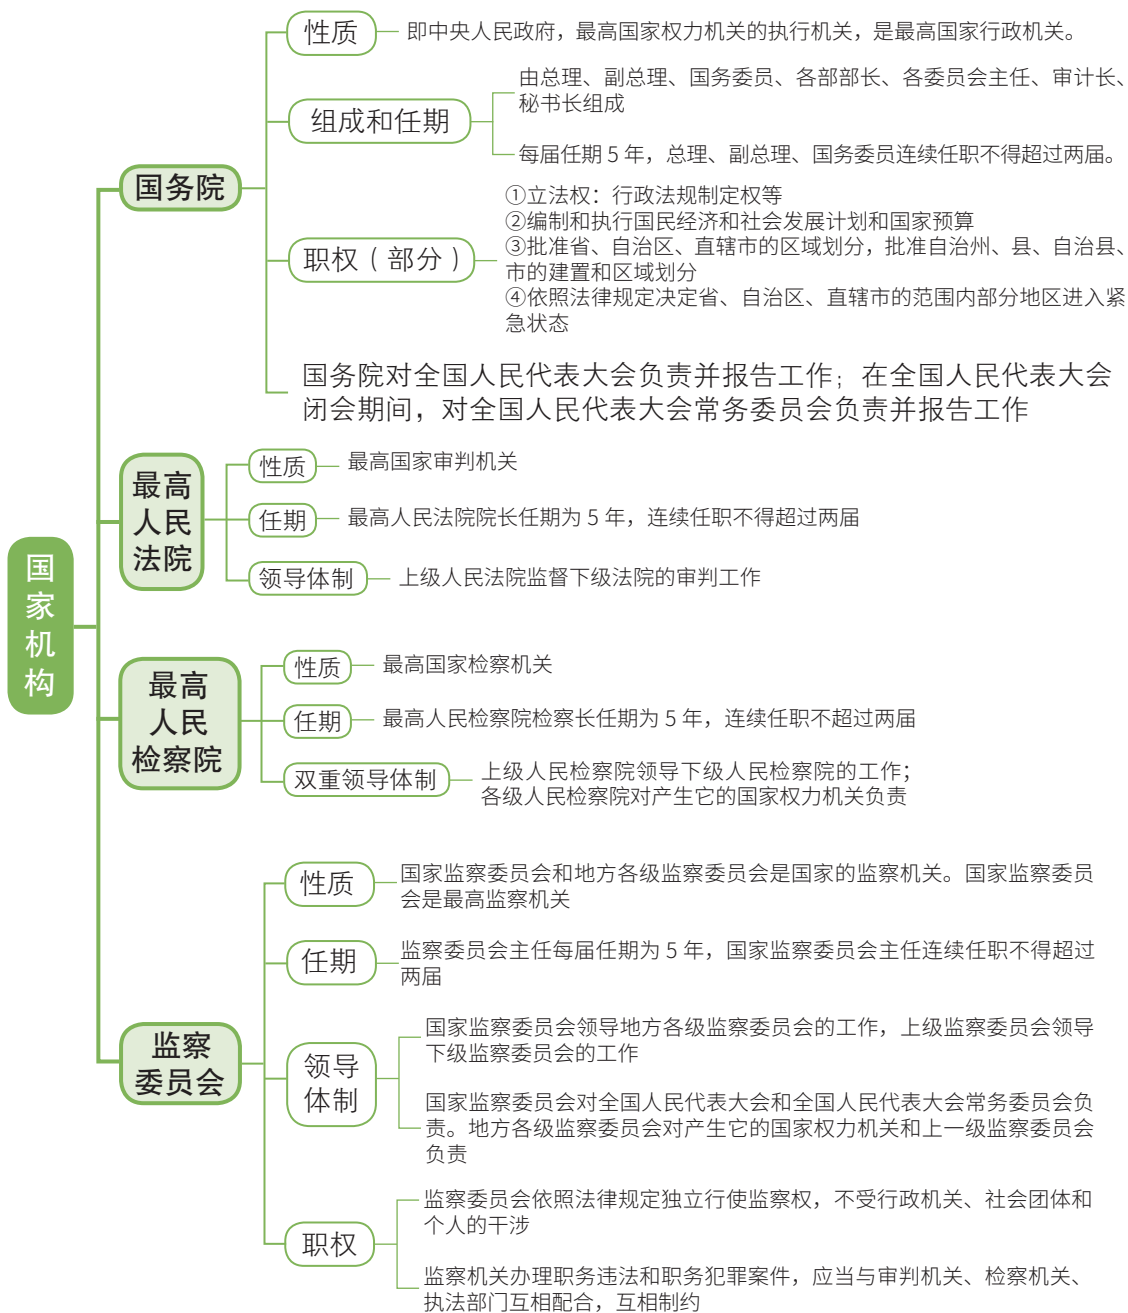 国家机构
国务院
性质
即中央人民政府，最高国家权力机关的执行机关，是最高国家行政机关。
组成和任期
由总理、副总理、国务委员、各部部长、各委员会主任、审计长、
秘书长组成
每届任期 5 年，总理、副总理、国务委员连续任职不得超过两届。
职权（部分）
①立法权：行政法规制定权等
②编制和执行国民经济和社会发展计划和国家预算
③批准省、自治区、直辖市的区域划分，批准自治州、县、自治县、
市的建置和区域划分
④依照法律规定决定省、自治区、直辖市的范围内部分地区进入紧
急状态
国务院对全国人民代表大会负责并报告工作；在全国人民代表大会
闭会期间，对全国人民代表大会常务委员会负责并报告工作
最高
人民
法院
性质
最高国家审判机关
任期
最高人民法院院长任期为 5 年，连续任职不得超过两届
领导体制
上级人民法院监督下级法院的审判工作
最高
人民
检察院
性质
最高国家检察机关
任期
最高人民检察院检察长任期为 5 年，连续任职不超过两届
双重领导体制
上级人民检察院领导下级人民检察院的工作；
各级人民检察院对产生它的国家权力机关负责
监察
委员会
性质
国家监察委员会和地方各级监察委员会是国家的监察机关。国家监察委员
会是最高监察机关
任期
监察委员会主任每届任期为 5 年，国家监察委员会主任连续任职不得超过
两届
领导
体制
国家监察委员会领导地方各级监察委员会的工作，上级监察委员会领导
下级监察委员会的工作
国家监察委员会对全国人民代表大会和全国人民代表大会常务委员会负
责。地方各级监察委员会对产生它的国家权力机关和上一级监察委员会
负责
职权
监察委员会依照法律规定独立行使监察权，不受行政机关、社会团体和
个人的干涉
监察机关办理职务违法和职务犯罪案件，应当与审判机关、检察机关、
执法部门互相配合，互相制约